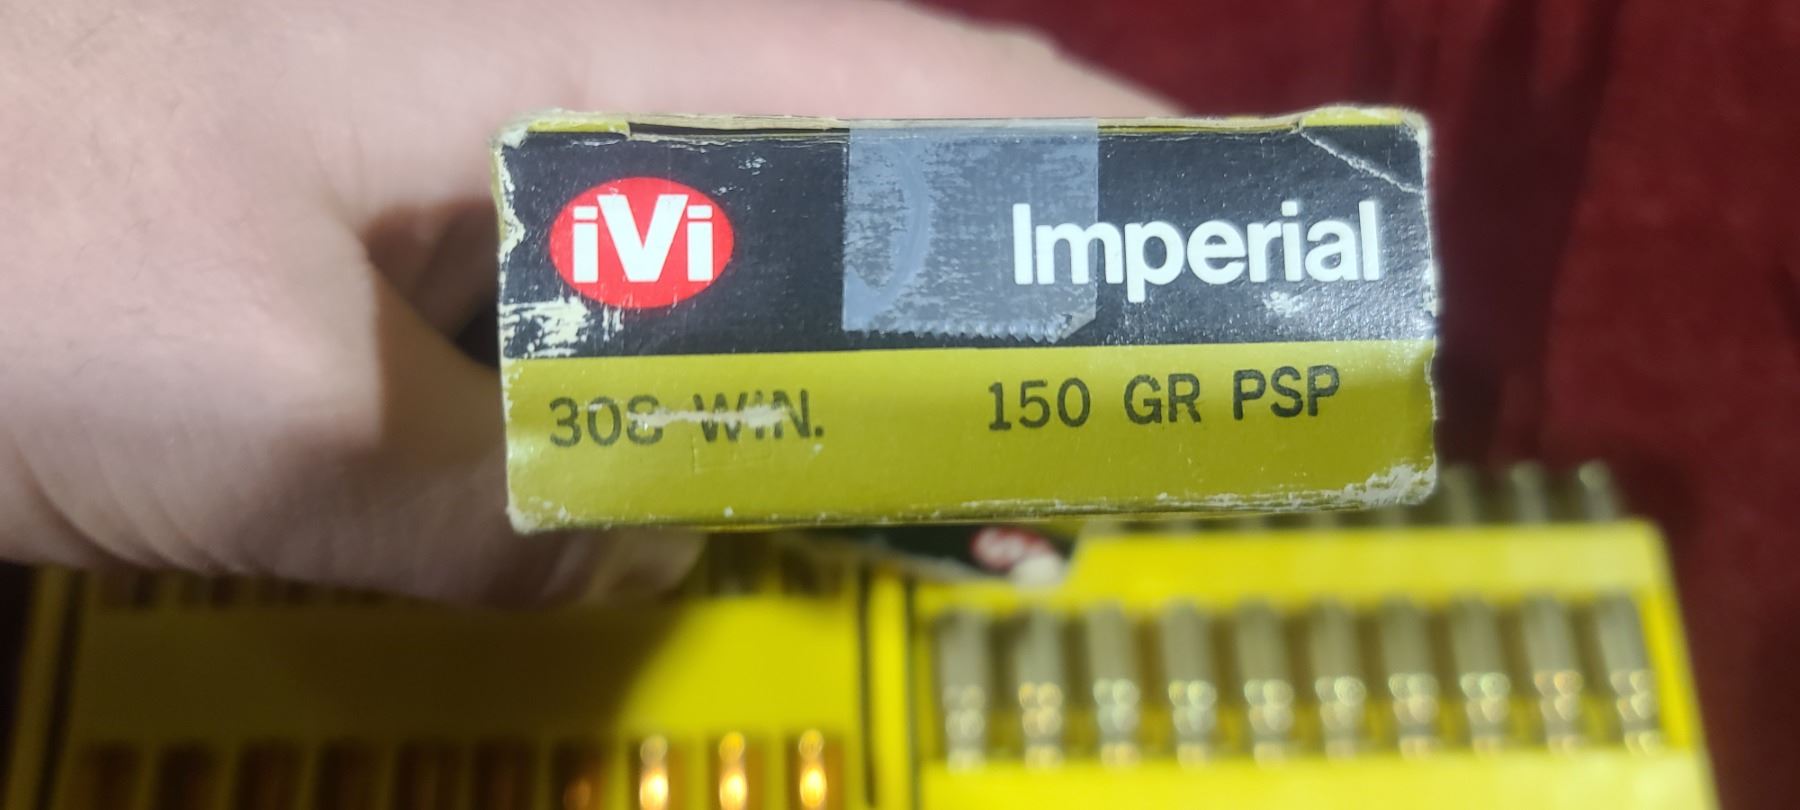 iVi Imperial
308 WIN. 150 GR PSP